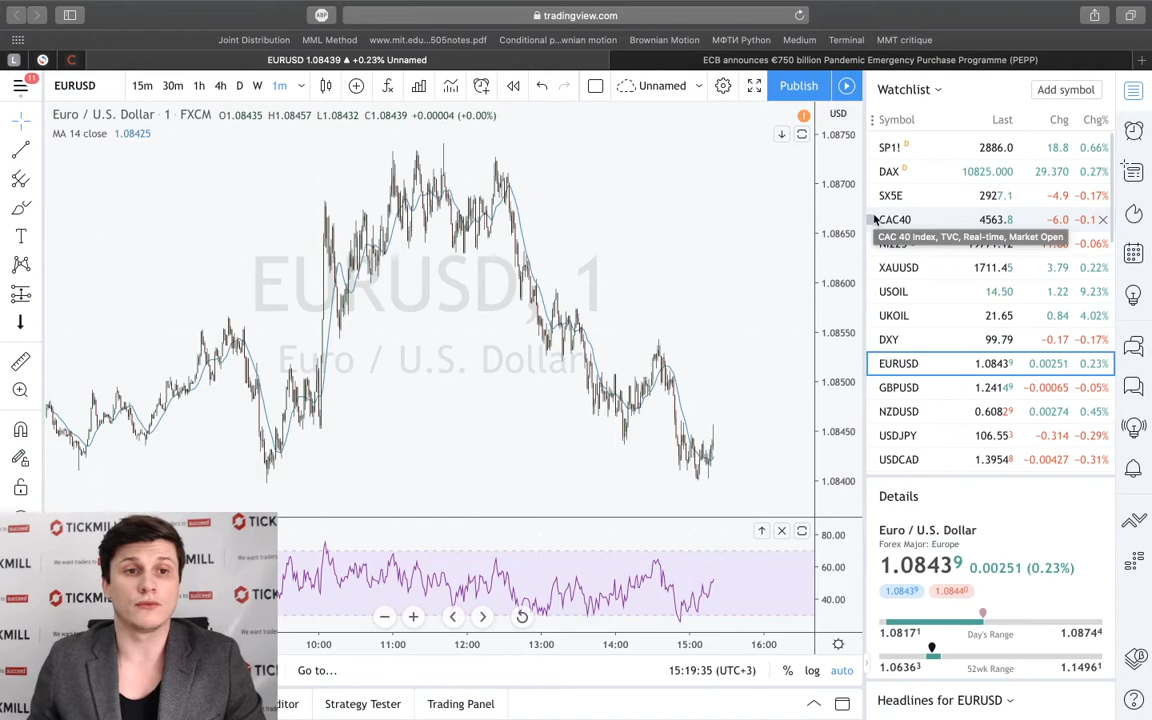 tradingview.com
Joint Distribution MML Method www.mit.edu...505notes.pdf Conditional p...wnian motion Brownian Motion МФТИ Python Medium Terminal MMT critique
L C EURUSD 1.08439 ▲ +0.23% Unnamed ECB announces €750 billion Pandemic Emergency Purchase Programme (PEPP)
11 EURUSD 15m 30m 1h 4h D W 1m Unnamed Publish
Watchlist Add symbol
Euro / U.S. Dollar · 1 · FXCM O1.08435 H1.08457 L1.08432 C1.08439 +0.00004 (+0.00%) USD
MA 14 close 1.08425
EURUSD, 1
Euro / U.S. Dollar
1.08750
1.08700
1.08650
1.08600
1.08550
1.08500
1.08450
1.08400
80.00
60.00
40.00
10:00 11:00 12:00 13:00 14:00 15:00 16:00
Go to... 15:19:35 (UTC+3) % log auto
Strategy Tester Trading Panel
Symbol Last Chg Chg%
SP1! D 2886.0 18.8 0.66%
DAX D 10825.000 29.370 0.27%
SX5E 2927.1 −4.9 −0.17%
CAC40 4563.8 −6.0 −0.1
CAC 40 Index, TVC, Real-time, Market Open
−0.06%
XAUUSD 1711.45 3.79 0.22%
USOIL 14.50 1.22 9.23%
UKOIL 21.65 0.84 4.02%
DXY 99.79 −0.17 −0.17%
EURUSD 1.08439 0.00251 0.23%
GBPUSD 1.24149 −0.00065 −0.05%
NZDUSD 0.60829 0.00274 0.45%
USDJPY 106.553 −0.314 −0.29%
USDCAD 1.39548 −0.00427 −0.31%
Details
Euro / U.S. Dollar
Forex Major: Europe
1.08439 0.00251 (0.23%)
1.08439 1.08440
1.08171 Day's Range 1.08744
1.06363 52wk Range 1.14961
Headlines for EURUSD
TICKMILL
succeed
We want traders to
TICKMILL